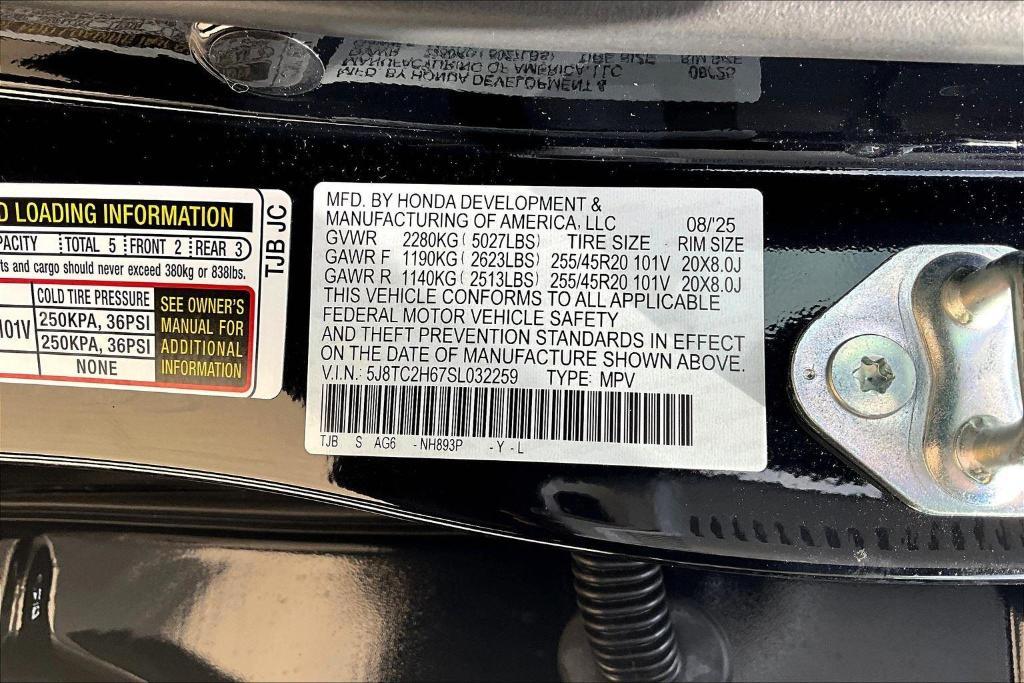 D LOADING INFORMATION
PACITY TOTAL 5 FRONT 2 REAR 3
ts and cargo should never exceed 380kg or 838lbs.
COLD TIRE PRESSURE
101V
250KPA, 36PSI
250KPA, 36PSI
NONE
SEE OWNER'S
MANUAL FOR
ADDITIONAL
INFORMATION
TJB JC
MFD. BY HONDA DEVELOPMENT &
MANUFACTURING OF AMERICA, LLC 08/'25
GVWR 2280KG (5027LBS) TIRE SIZE RIM SIZE
GAWR F 1190KG (2623LBS) 255/45R20 101V 20X8.0J
GAWR R 1140KG (2513LBS) 255/45R20 101V 20X8.0J
THIS VEHICLE CONFORMS TO ALL APPLICABLE
FEDERAL MOTOR VEHICLE SAFETY
AND THEFT PREVENTION STANDARDS IN EFFECT
ON THE DATE OF MANUFACTURE SHOWN ABOVE.
V.I.N.: 5J8TC2H67SL032259 TYPE: MPV
TJB S AG6 -NH893P -Y-L